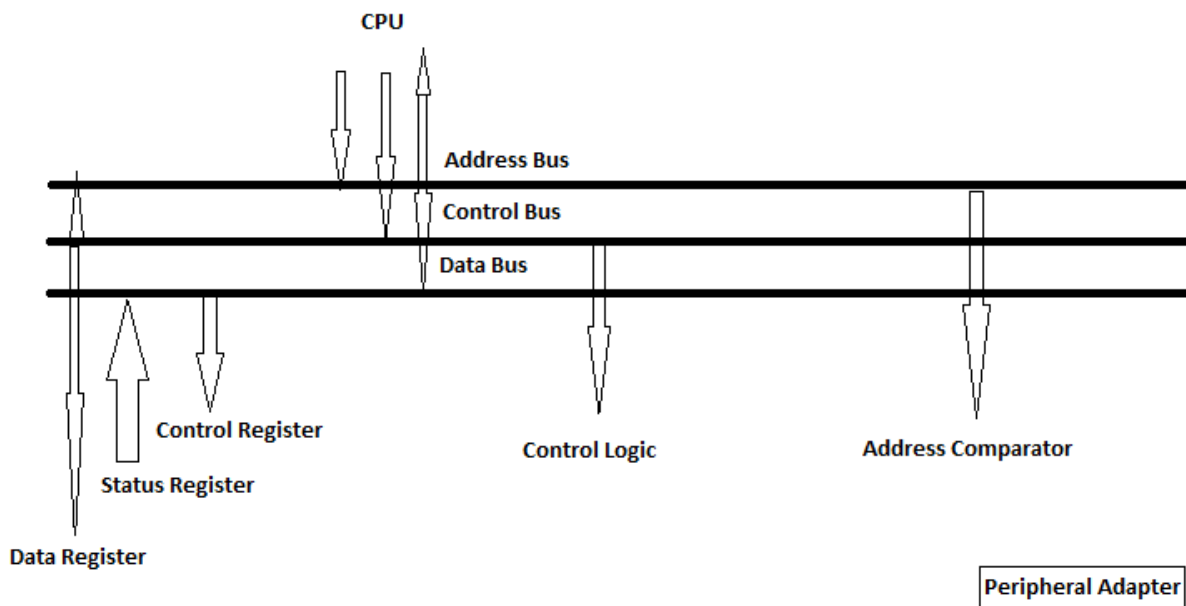 CPU
Address Bus
Control Bus
Data Bus
Control Register
Control Logic
Address Comparator
Status Register
Data Register
Peripheral Adapter